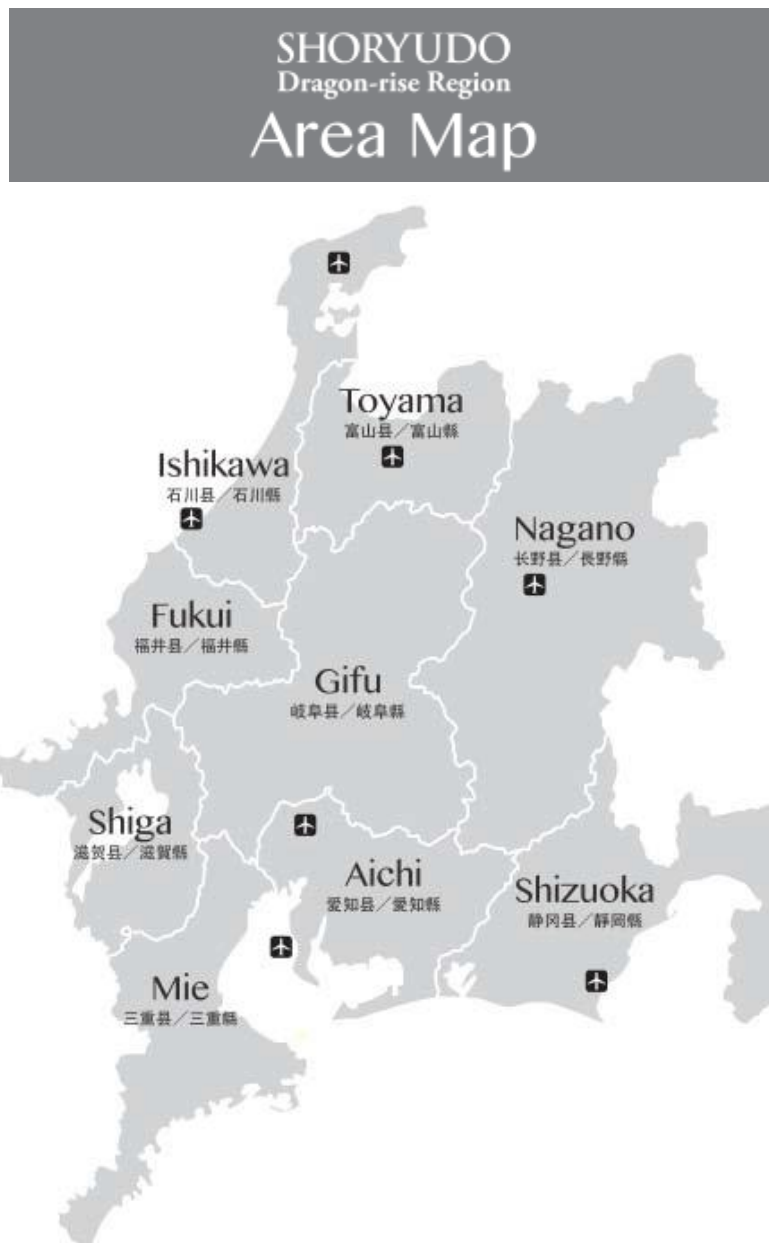 SHORYUDO
Dragon-rise Region
Area Map
Toyama
富山县／富山縣
Ishikawa
石川县／石川縣
Nagano
长野县／長野縣
Fukui
福井县／福井縣
Gifu
岐阜县／岐阜縣
Shiga
滋贺县／滋賀縣
Aichi
爱知县／愛知縣
Shizuoka
静冈县／靜岡縣
Mie
三重县／三重縣